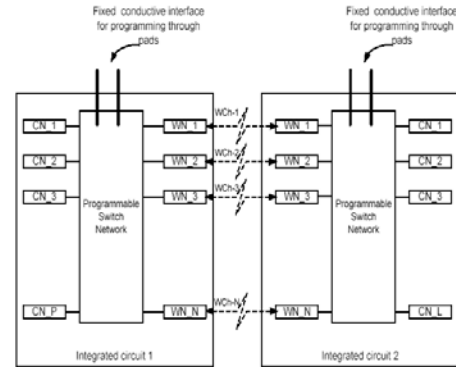 Fixed conductive interface
for programming through
pads
Fixed conductive interface
for programming through
pads
CN_1
WN_1
WCh-1
WN_1
CN_1
CN_2
WN_2
WCh-2
WN_2
CN_2
CN_3
WN_3
WCh-3
WN_3
CN_3
Programmable
Switch
Network
Programmable
Switch
Network
CN_P
WN_N
WCh-N
WN_N
CN_L
Integrated circuit 1
Integrated circuit 2